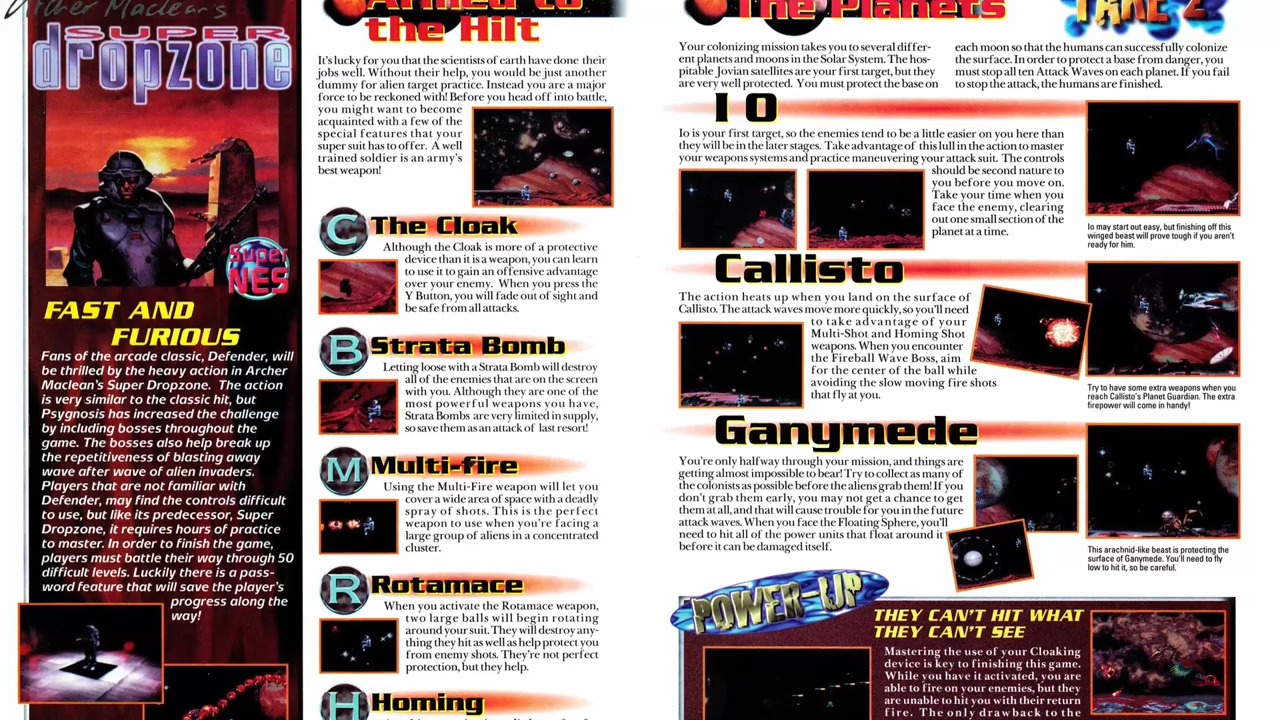 Archer Maclean's
SUPER
dropzone
Super
NES
FAST AND
FURIOUS
Fans of the arcade classic, Defender, will
be thrilled by the heavy action in Archer
Maclean's Super Dropzone. The action
is very similar to the classic hit, but
Psygnosis has increased the challenge
by including bosses throughout the
game. The bosses also help break up
the repetitiveness of blasting away
wave after wave of alien invaders.
Players that are not familiar with
Defender, may find the controls difficult
to use, but like its predecessor, Super
Dropzone, it requires hours of practice
to master. In order to finish the game,
players must battle their way through 50
difficult levels. Luckily there is a pass-
word feature that will save the player's
progress along the
way!
Armed to
the Hilt
It's lucky for you that the scientists of earth have done their
jobs well. Without their help, you would be just another
dummy for alien target practice. Instead you are a major
force to be reckoned with! Before you head off into battle,
you might want to become
acquainted with a few of the
special features that your
super suit has to offer. A well
trained soldier is an army's
best weapon!
C The Cloak
Although the Cloak is more of a protective
device than it is a weapon, you can learn
to use it to gain an offensive advantage
over your enemy. When you press the
Y Button, you will fade out of sight and
be safe from all attacks.
B Strata Bomb
Letting loose with a Strata Bomb will destroy
all of the enemies that are on the screen
with you. Although they are one of the
most powerful weapons you have,
Strata Bombs are very limited in supply,
so save them as an attack of last resort!
M Multi-fire
Using the Multi-Fire weapon will let you
cover a wide area of space with a deadly
spray of shots. This is the perfect
weapon to use when you're facing a
large group of aliens in a concentrated
cluster.
R Rotamace
When you activate the Rotamace weapon,
two large balls will begin rotating
around your suit. They will destroy any-
thing they hit as well as help protect you
from enemy shots. They're not perfect
protection, but they help.
H Homing
The Planets
TAKE 2
Your colonizing mission takes you to several differ-
ent planets and moons in the Solar System. The hos-
pitable Jovian satellites are your first target, but they
are very well protected. You must protect the base on
each moon so that the humans can successfully colonize
the surface. In order to protect a base from danger, you
must stop all ten Attack Waves on each planet. If you fail
to stop the attack, the humans are finished.
IO
Io is your first target, so the enemies tend to be a little easier on you here than
they will be in the later stages. Take advantage of this lull in the action to master
your weapons systems and practice maneuvering your attack suit. The controls
should be second nature to
you before you move on.
Take your time when you
face the enemy, clearing
out one small section of the
planet at a time.
Io may start out easy, but finishing off this
winged beast will prove tough if you aren't
ready for him.
Callisto
The action heats up when you land on the surface of
Callisto. The attack waves move more quickly, so you'll need
to take advantage of your
Multi-Shot and Homing Shot
weapons. When you encounter
the Fireball Wave Boss, aim
for the center of the ball while
avoiding the slow moving fire shots
that fly at you.
Try to have some extra weapons when you
reach Callisto's Planet Guardian. The extra
firepower will come in handy!
Ganymede
You're only halfway through your mission, and things are
getting almost impossible to bear! Try to collect as many of
the colonists as possible before the aliens grab them! If you
don't grab them early, you may not get a chance to get
them at all, and that will cause trouble for you in the future
attack waves. When you face the Floating Sphere, you'll
need to hit all of the power units that float around it
before it can be damaged itself.
This arachnid-like beast is protecting the
surface of Ganymede. You'll need to fly
low to hit it, so be careful.
POWER-UP
THEY CAN'T HIT WHAT
THEY CAN'T SEE
Mastering the use of your Cloaking
device is key to finishing this game.
While you have it activated, you are
able to fire on your enemies, but they
are unable to hit you with their return
fire. The only drawback to the